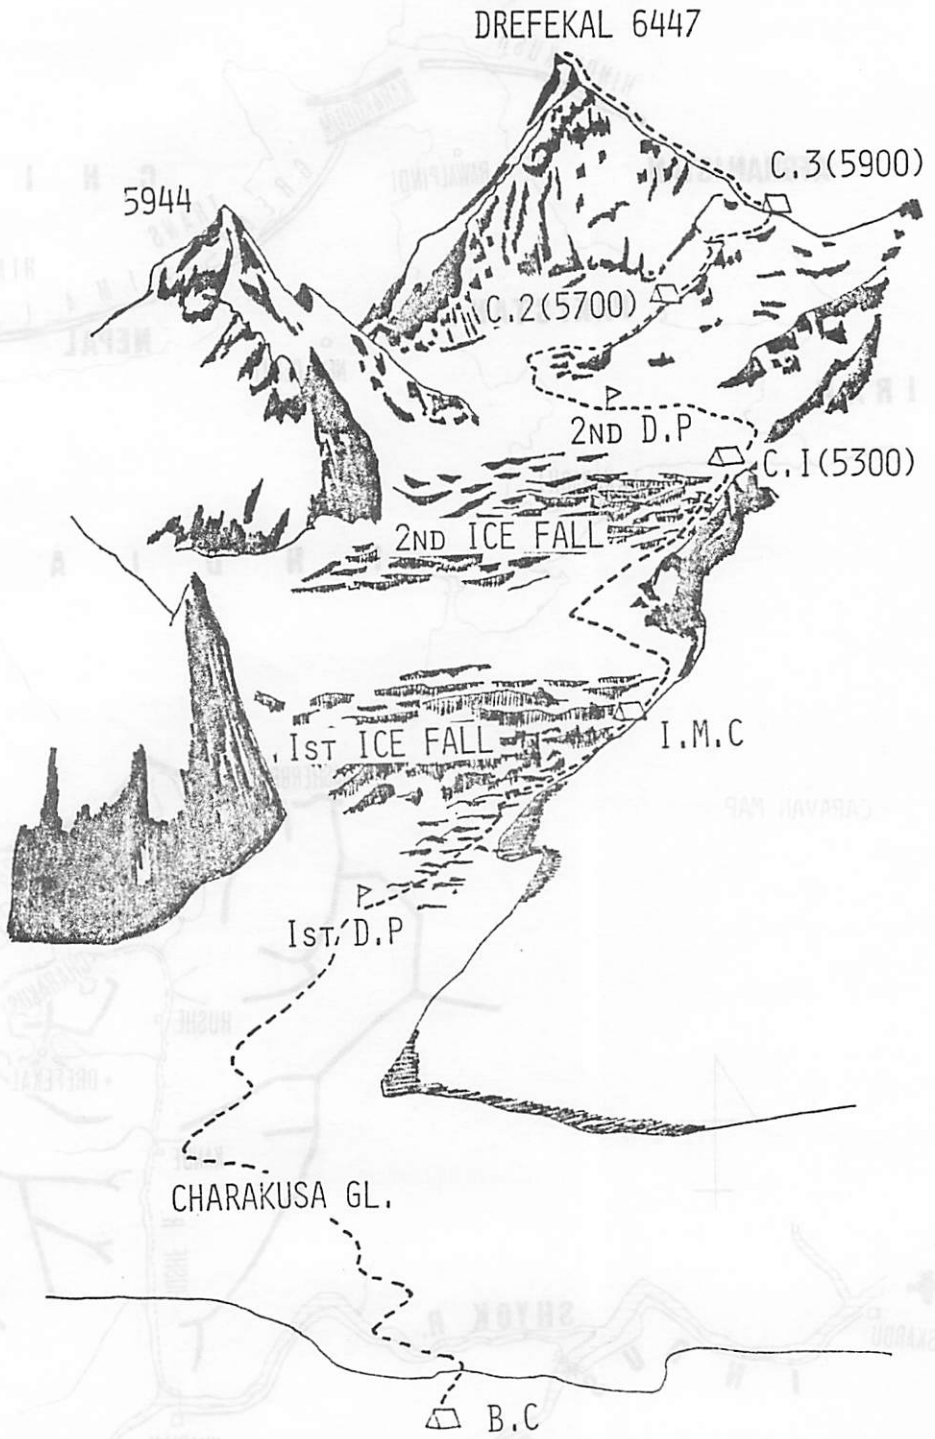 DREFEKAL 6447
C.3(5900)
5944
C.2(5700)
2ND D.P
C.I(5300)
2ND ICE FALL
IST ICE FALL
I.M.C
IST D.P
CHARAKUSA GL.
B.C